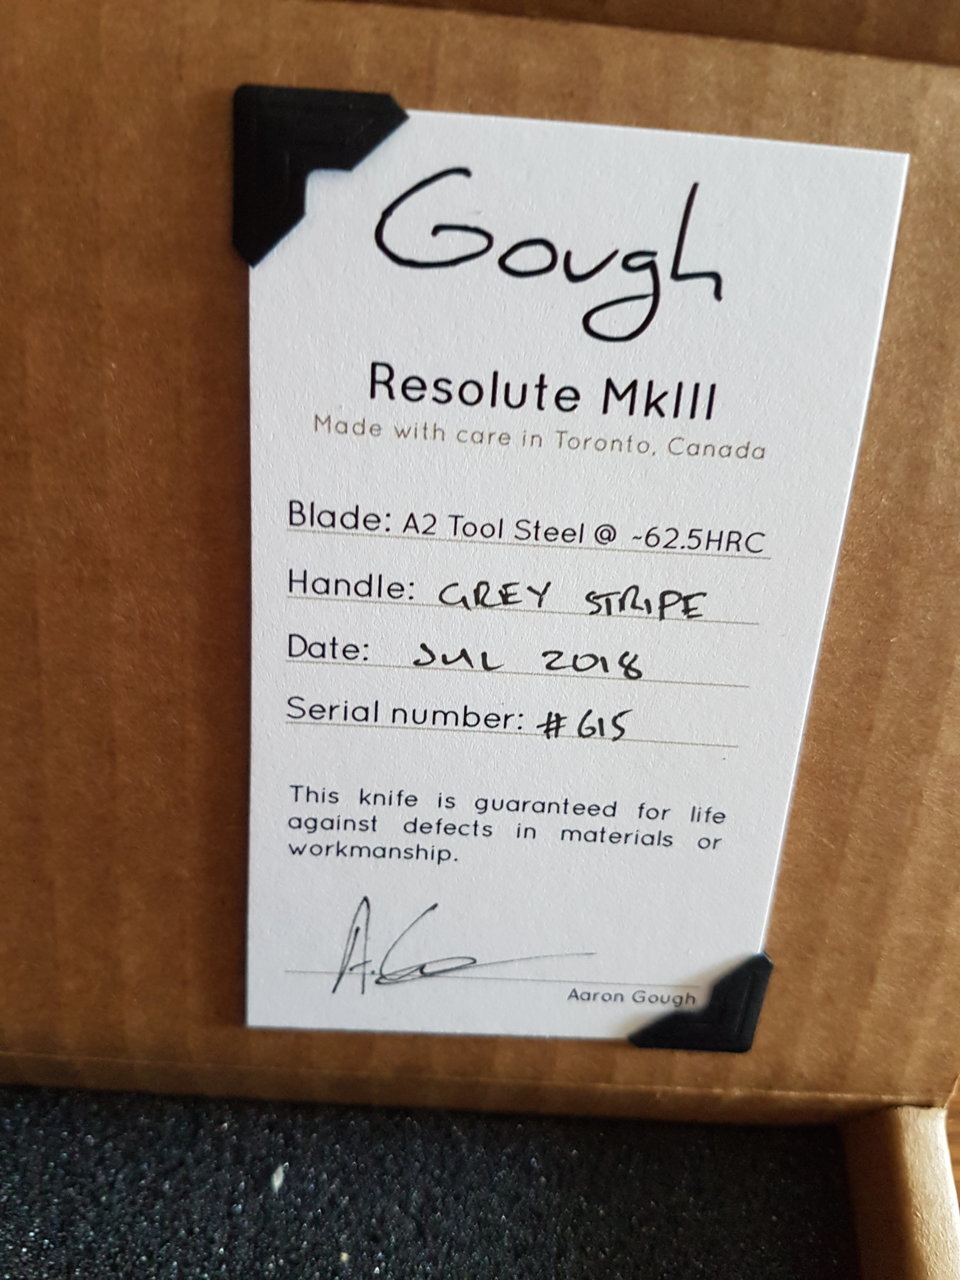 Gough
Resolute MkIII
Made with care in Toronto, Canada
Blade: A2 Tool Steel @ ~62.5HRC
Handle: GREY STRIPE
Date: JUL 2018
Serial number: #615
This knife is guaranteed for life
against defects in materials or
workmanship.
A.G
Aaron Gough